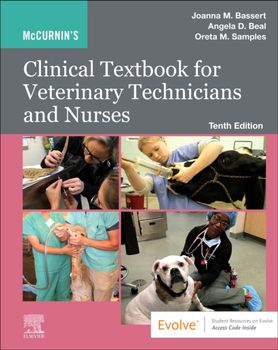 Joanna M. Bassert
Angela D. Beal
Oreta M. Samples
McCURNIN'S
Clinical Textbook for
Veterinary Technicians
and Nurses
Tenth Edition
ELSEVIER
Evolve
Student Resources on Evolve
Access Code Inside